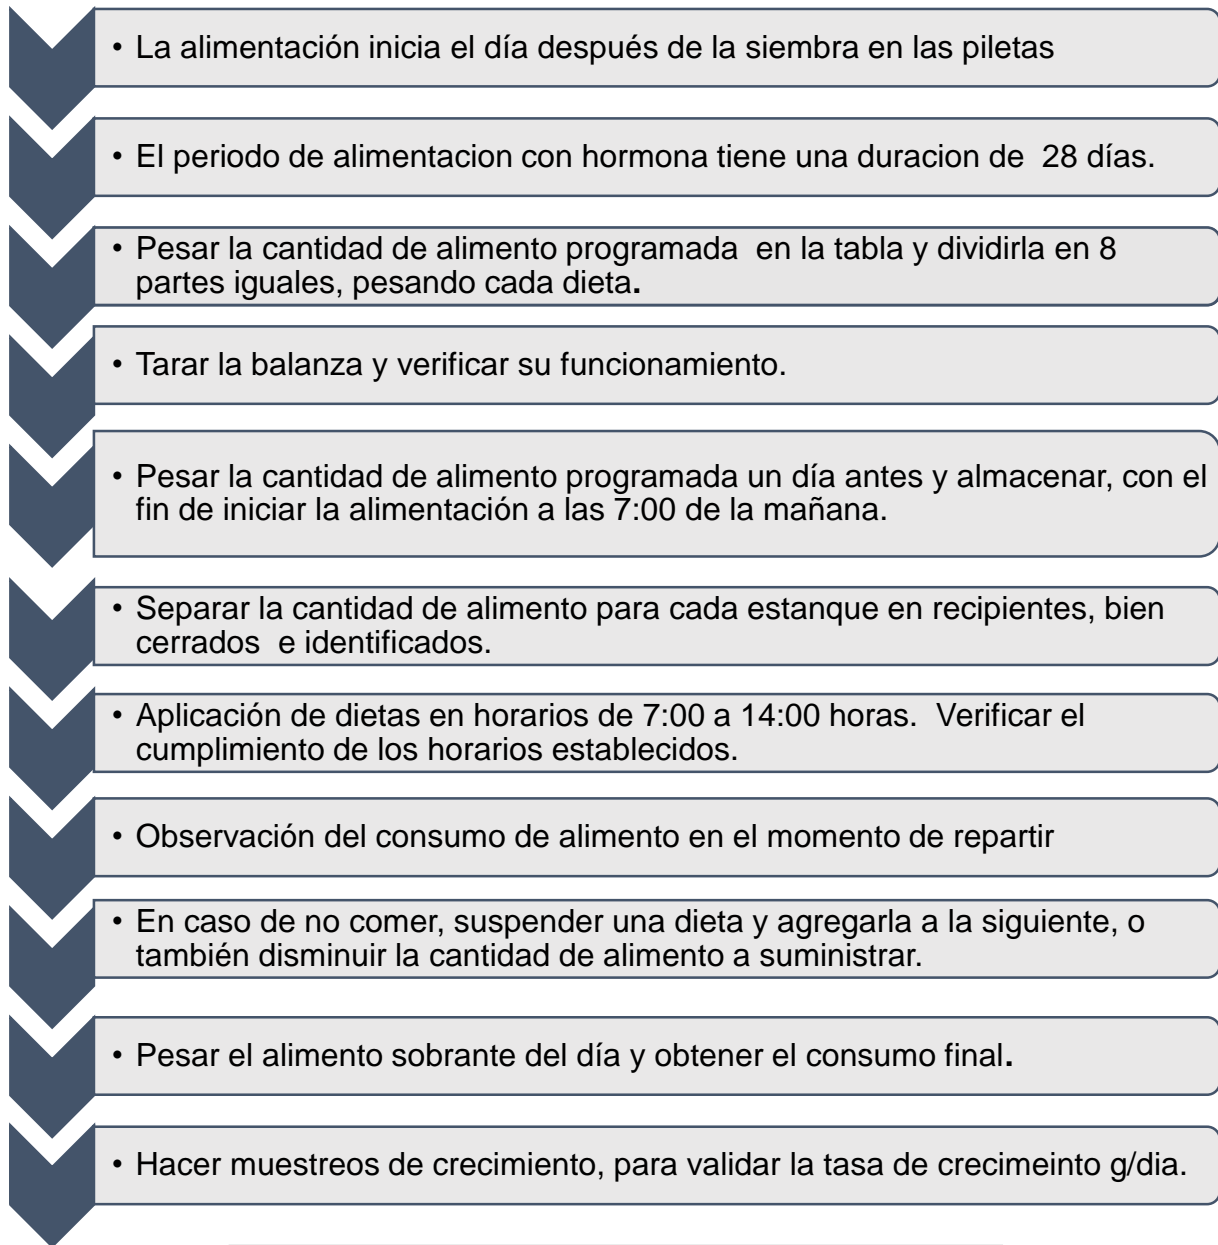 • La alimentación inicia el día después de la siembra en las piletas
• El periodo de alimentacion con hormona tiene una duracion de  28 días.
• Pesar la cantidad de alimento programada  en la tabla y dividirla en 8
partes iguales, pesando cada dieta.
• Tarar la balanza y verificar su funcionamiento.
• Pesar la cantidad de alimento programada un día antes y almacenar, con el
fin de iniciar la alimentación a las 7:00 de la mañana.
• Separar la cantidad de alimento para cada estanque en recipientes, bien
cerrados  e identificados.
• Aplicación de dietas en horarios de 7:00 a 14:00 horas.  Verificar el
cumplimiento de los horarios establecidos.
• Observación del consumo de alimento en el momento de repartir
• En caso de no comer, suspender una dieta y agregarla a la siguiente, o
también disminuir la cantidad de alimento a suministrar.
• Pesar el alimento sobrante del día y obtener el consumo final.
• Hacer muestreos de crecimiento, para validar la tasa de crecimeinto g/dia.